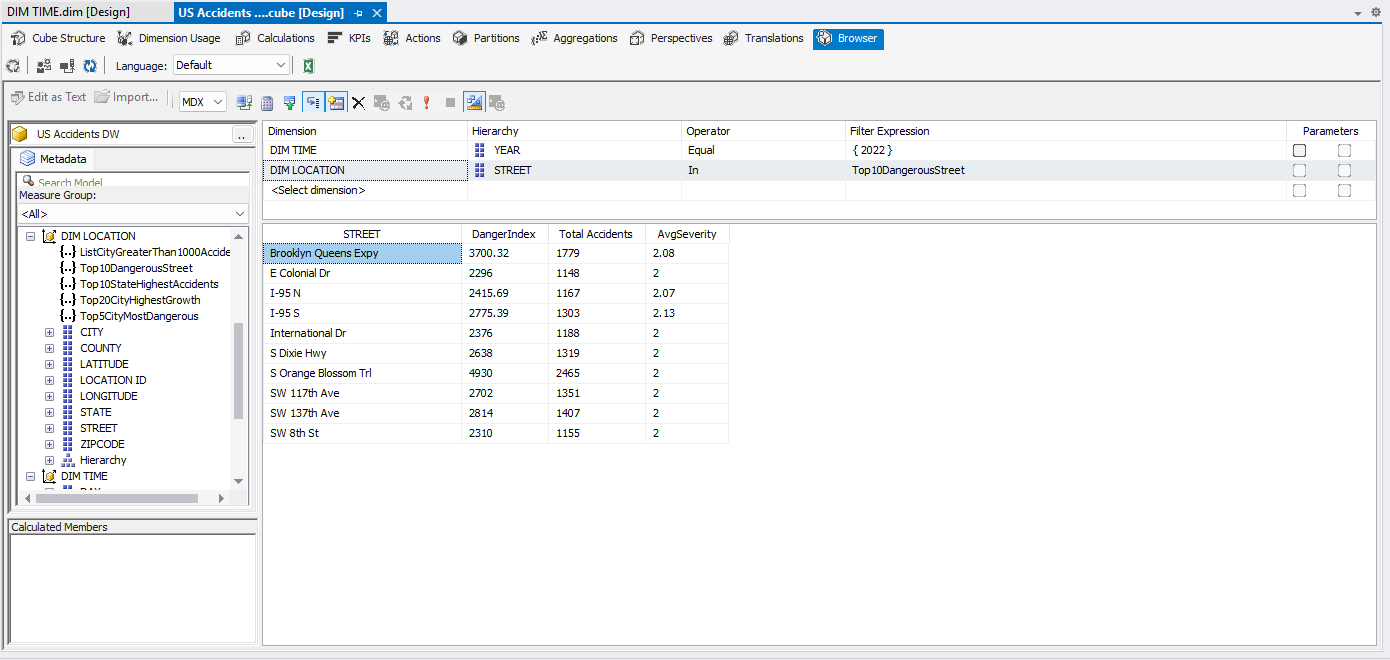 DIM TIME.dim [Design] US Accidents ....cube [Design]
Cube Structure Dimension Usage Calculations KPIs Actions Partitions Aggregations Perspectives Translations Browser
Language: Default
Edit as Text Import... MDX
US Accidents DW ..
Metadata
Search Model
Measure Group:
<All>
DIM LOCATION
ListCityGreaterThan1000Accide
Top10DangerousStreet
Top10StateHighestAccidents
Top20CityHighestGrowth
Top5CityMostDangerous
CITY
COUNTY
LATITUDE
LOCATION ID
LONGITUDE
STATE
STREET
ZIPCODE
Hierarchy
DIM TIME
DAY
Calculated Members
Dimension Hierarchy Operator Filter Expression Parameters
DIM TIME YEAR Equal { 2022 }
DIM LOCATION STREET In Top10DangerousStreet
<Select dimension>
STREET DangerIndex Total Accidents AvgSeverity
Brooklyn Queens Expy 3700.32 1779 2.08
E Colonial Dr 2296 1148 2
I-95 N 2415.69 1167 2.07
I-95 S 2775.39 1303 2.13
International Dr 2376 1188 2
S Dixie Hwy 2638 1319 2
S Orange Blossom Trl 4930 2465 2
SW 117th Ave 2702 1351 2
SW 137th Ave 2814 1407 2
SW 8th St 2310 1155 2